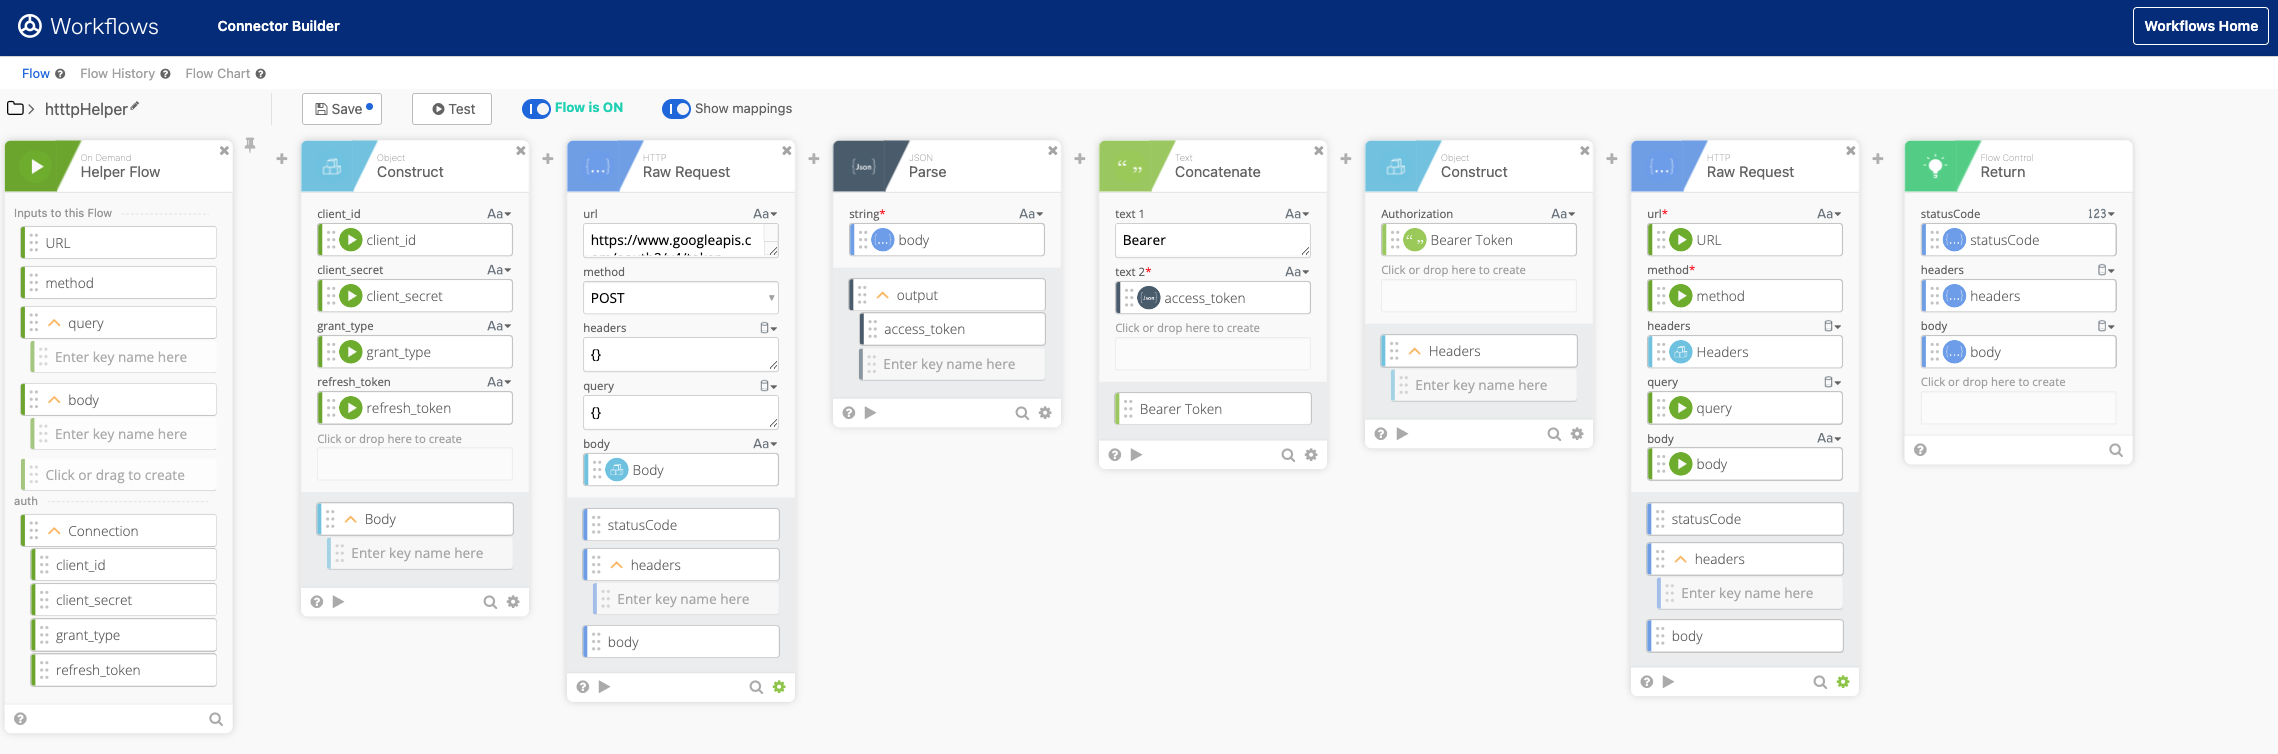 Workflows
Connector Builder
Workflows Home
Flow
Flow History
Flow Chart
htttpHelper
Save
Test
Flow is ON
Show mappings
On Demand
Helper Flow
Inputs to this Flow
URL
method
query
Enter key name here
body
Enter key name here
Click or drag to create
auth
Connection
client_id
client_secret
grant_type
refresh_token
Object
Construct
client_id
Aa
client_id
client_secret
Aa
client_secret
grant_type
Aa
grant_type
refresh_token
Aa
refresh_token
Click or drop here to create
Body
Enter key name here
{...}
HTTP
Raw Request
url
Aa
https://www.googleapis.c
method
POST
headers
{}
query
{}
body
Aa
Body
statusCode
headers
Enter key name here
body
{Json}
JSON
Parse
string*
Aa
{...} body
output
access_token
Enter key name here
“ ”
Text
Concatenate
text 1
Aa
Bearer
text 2*
Aa
access_token
Click or drop here to create
Bearer Token
Object
Construct
Authorization
Aa
“ ” Bearer Token
Click or drop here to create
Headers
Enter key name here
{...}
HTTP
Raw Request
url*
Aa
URL
method*
Aa
method
headers
Headers
query
query
body
Aa
body
statusCode
headers
Enter key name here
body
Flow Control
Return
statusCode
123
{...} statusCode
headers
{...} headers
body
{...} body
Click or drop here to create